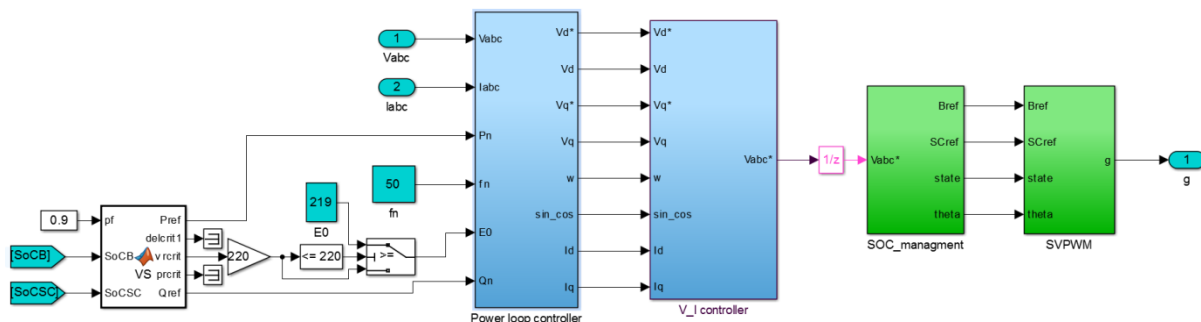 1
Vabc
2
Iabc
50
fn
219
E0
0.9
[SoCB]
[SoCSC]
pf
SoCB
SoCSC
VS
Pref
delcrit1
vrcrit
prcrit
Qref
220
<= 220
>=
Vabc
Iabc
Pn
fn
E0
Qn
Vd*
Vd
Vq*
Vq
w
sin_cos
Id
Iq
Power loop controller
Vd*
Vd
Vq*
Vq
w
sin_cos
Id
Iq
Vabc*
V_I controller
1/z
Vabc*
Bref
SCref
state
theta
SOC_managment
Bref
SCref
state
theta
g
SVPWM
1
g